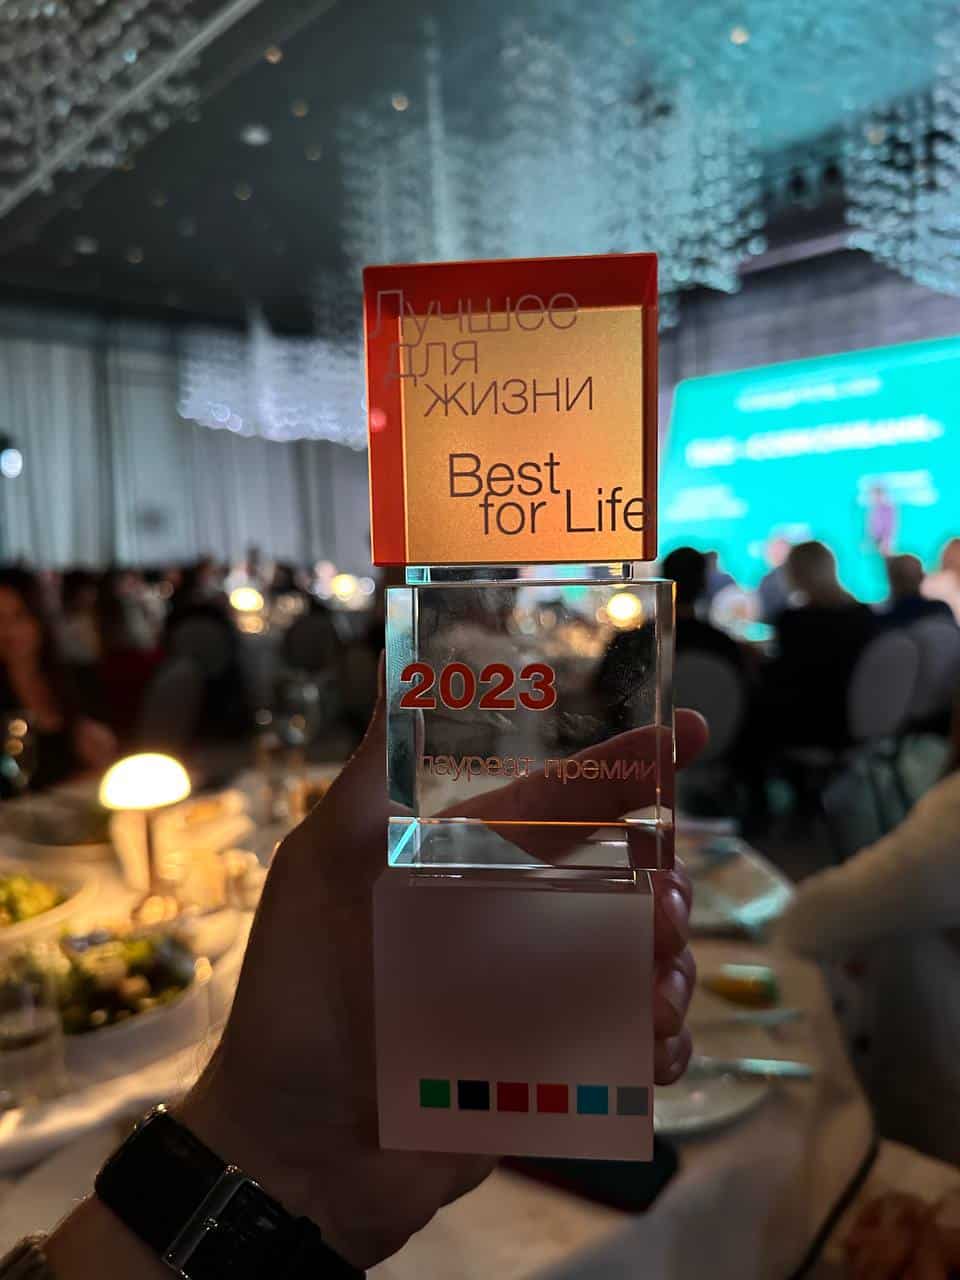 Лучшее
для
жизни
Best
for Life
2023
лауреат премии